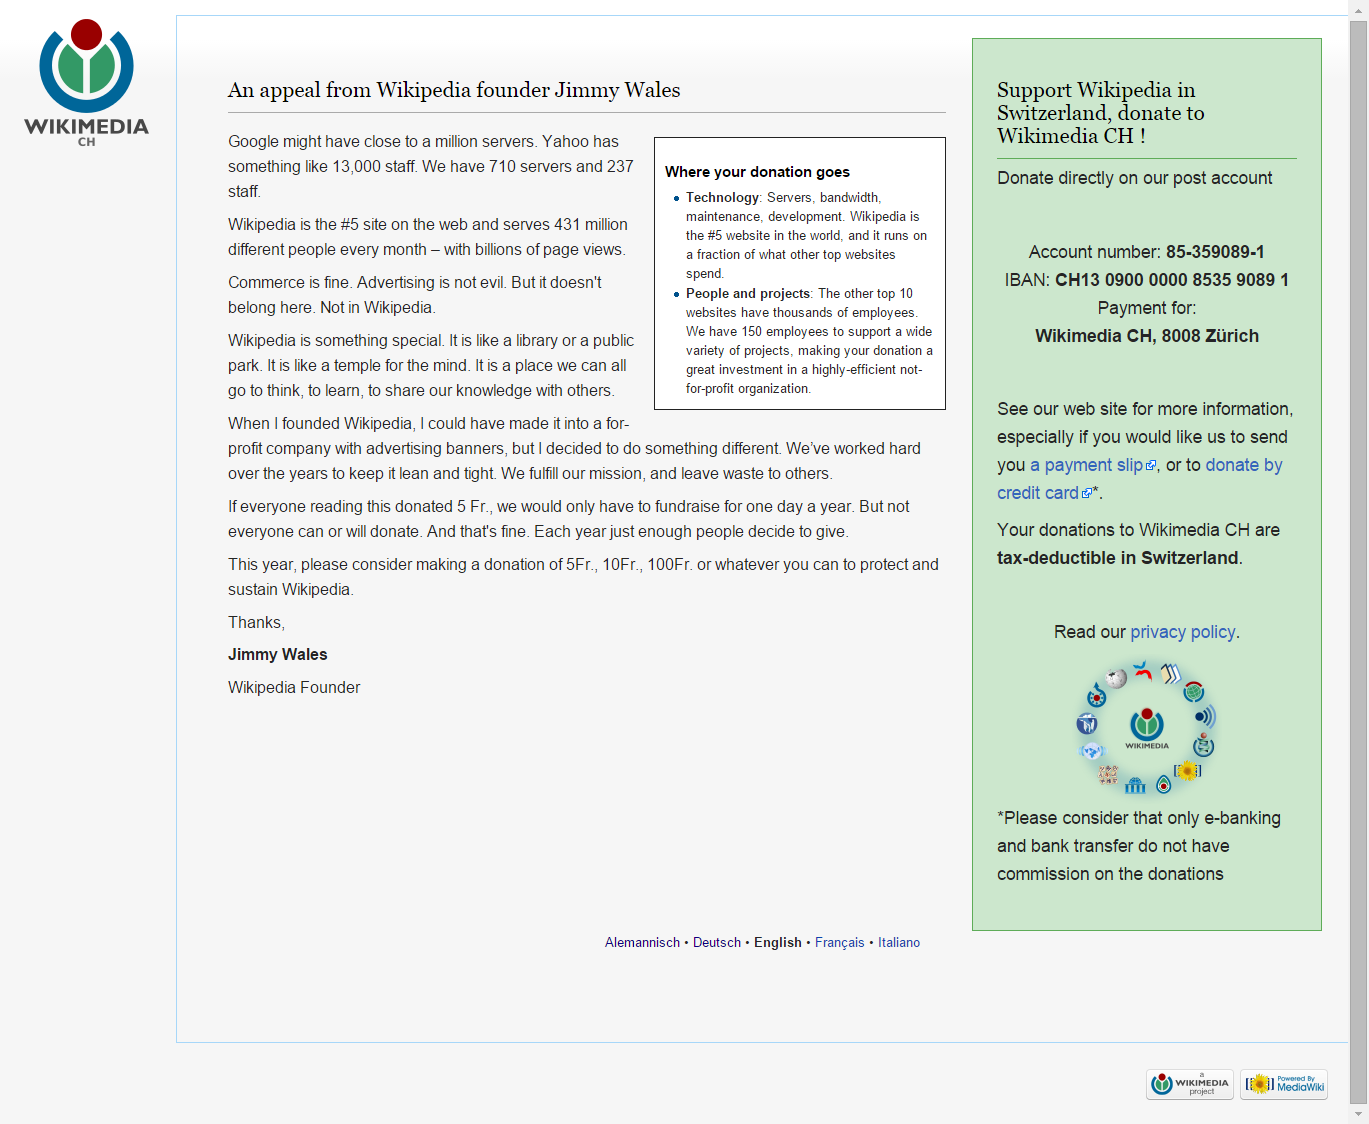 WIKIMEDIA
CH
An appeal from Wikipedia founder Jimmy Wales
Google might have close to a million servers. Yahoo has
something like 13,000 staff. We have 710 servers and 237
staff.
Wikipedia is the #5 site on the web and serves 431 million
different people every month – with billions of page views.
Commerce is fine. Advertising is not evil. But it doesn't
belong here. Not in Wikipedia.
Wikipedia is something special. It is like a library or a public
park. It is like a temple for the mind. It is a place we can all
go to think, to learn, to share our knowledge with others.
When I founded Wikipedia, I could have made it into a for-
profit company with advertising banners, but I decided to do something different. We've worked hard
over the years to keep it lean and tight. We fulfill our mission, and leave waste to others.
If everyone reading this donated 5 Fr., we would only have to fundraise for one day a year. But not
everyone can or will donate. And that's fine. Each year just enough people decide to give.
This year, please consider making a donation of 5Fr., 10Fr., 100Fr. or whatever you can to protect and
sustain Wikipedia.
Thanks,
Jimmy Wales
Wikipedia Founder
Where your donation goes
• Technology: Servers, bandwidth,
maintenance, development. Wikipedia is
the #5 website in the world, and it runs on
a fraction of what other top websites
spend.
• People and projects: The other top 10
websites have thousands of employees.
We have 150 employees to support a wide
variety of projects, making your donation a
great investment in a highly-efficient not-
for-profit organization.
Support Wikipedia in
Switzerland, donate to
Wikimedia CH !
Donate directly on our post account
Account number: 85-359089-1
IBAN: CH13 0900 0000 8535 9089 1
Payment for:
Wikimedia CH, 8008 Zürich
See our web site for more information,
especially if you would like us to send
you a payment slip, or to donate by
credit card*.
Your donations to Wikimedia CH are
tax-deductible in Switzerland.
Read our privacy policy.
WIKIMEDIA
*Please consider that only e-banking
and bank transfer do not have
commission on the donations
Alemannisch • Deutsch • English • Français • Italiano
a
WIKIMEDIA
project
Powered By
MediaWiki